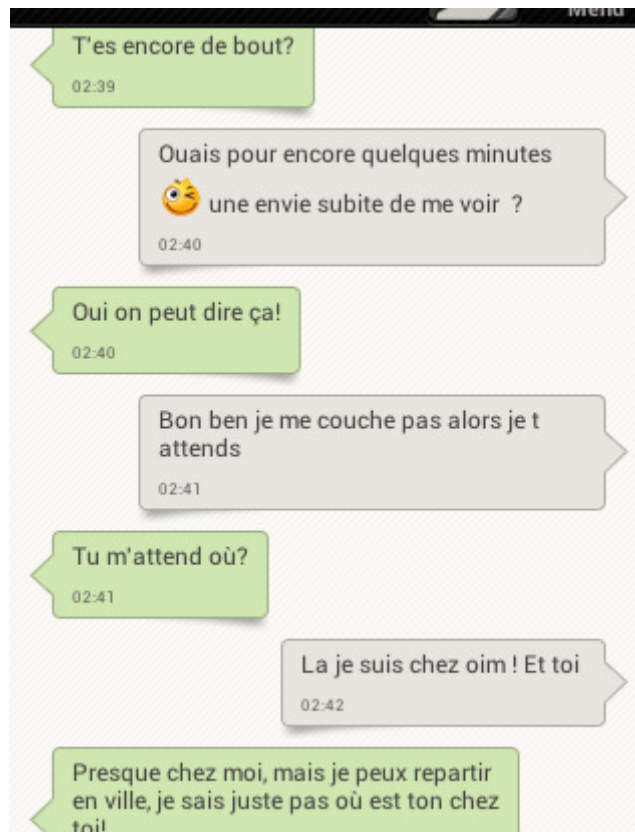 Menu
T'es encore de bout?
02:39
Ouais pour encore quelques minutes
une envie subite de me voir ?
02:40
Oui on peut dire ça!
02:40
Bon ben je me couche pas alors je t
attends
02:41
Tu m'attend où?
02:41
La je suis chez oim ! Et toi
02:42
Presque chez moi, mais je peux repartir
en ville, je sais juste pas où est ton chez
toi!